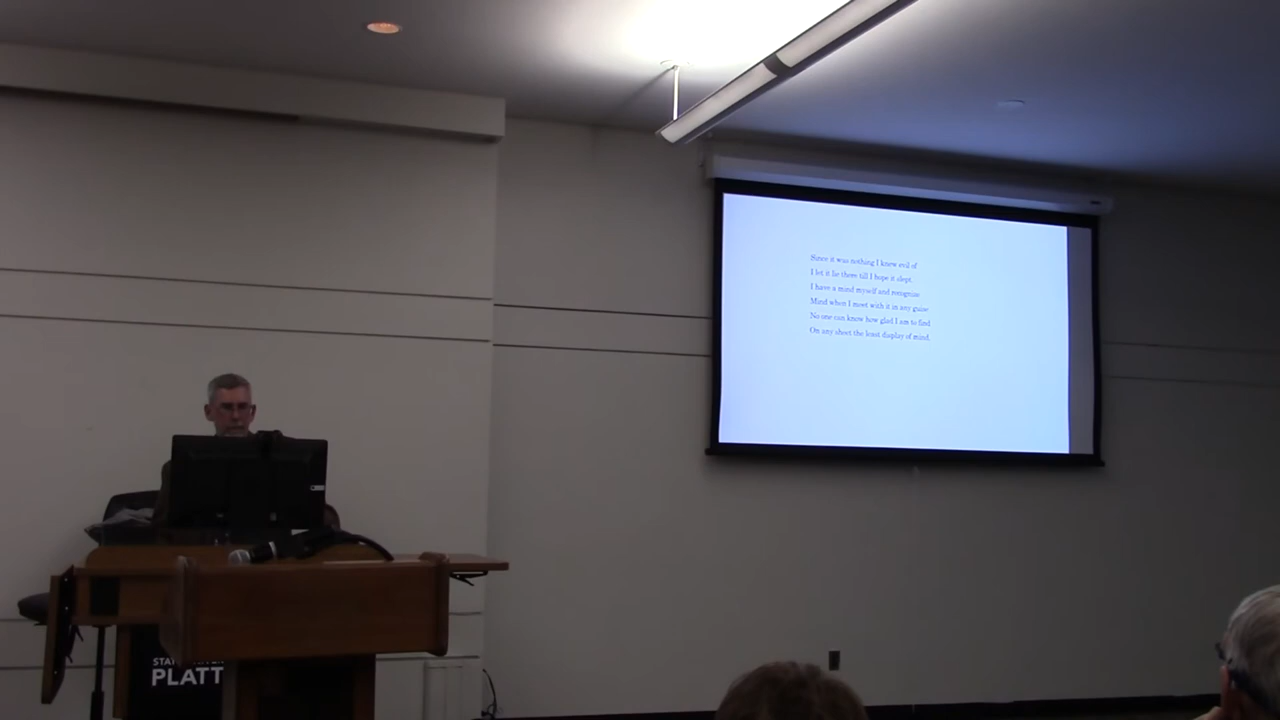 Since it was nothing I knew evil of
I let it lie there till I hope it slept.
I have a mind myself and recognize
Mind when I meet with it in any guise
No one can know how glad I am to find
On any sheet the least display of mind.
STATE
PLATT